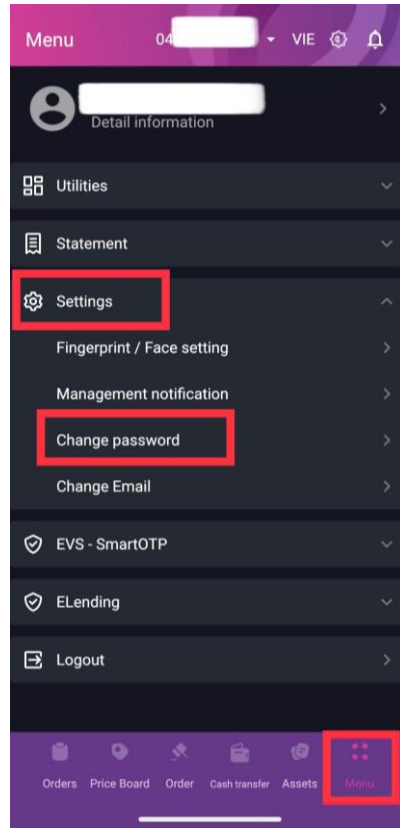 Menu 04 VIE
Detail information
Utilities
Statement
Settings
Fingerprint / Face setting
Management notification
Change password
Change Email
EVS - SmartOTP
ELending
Logout
Orders Price Board Order Cash transfer Assets Menu